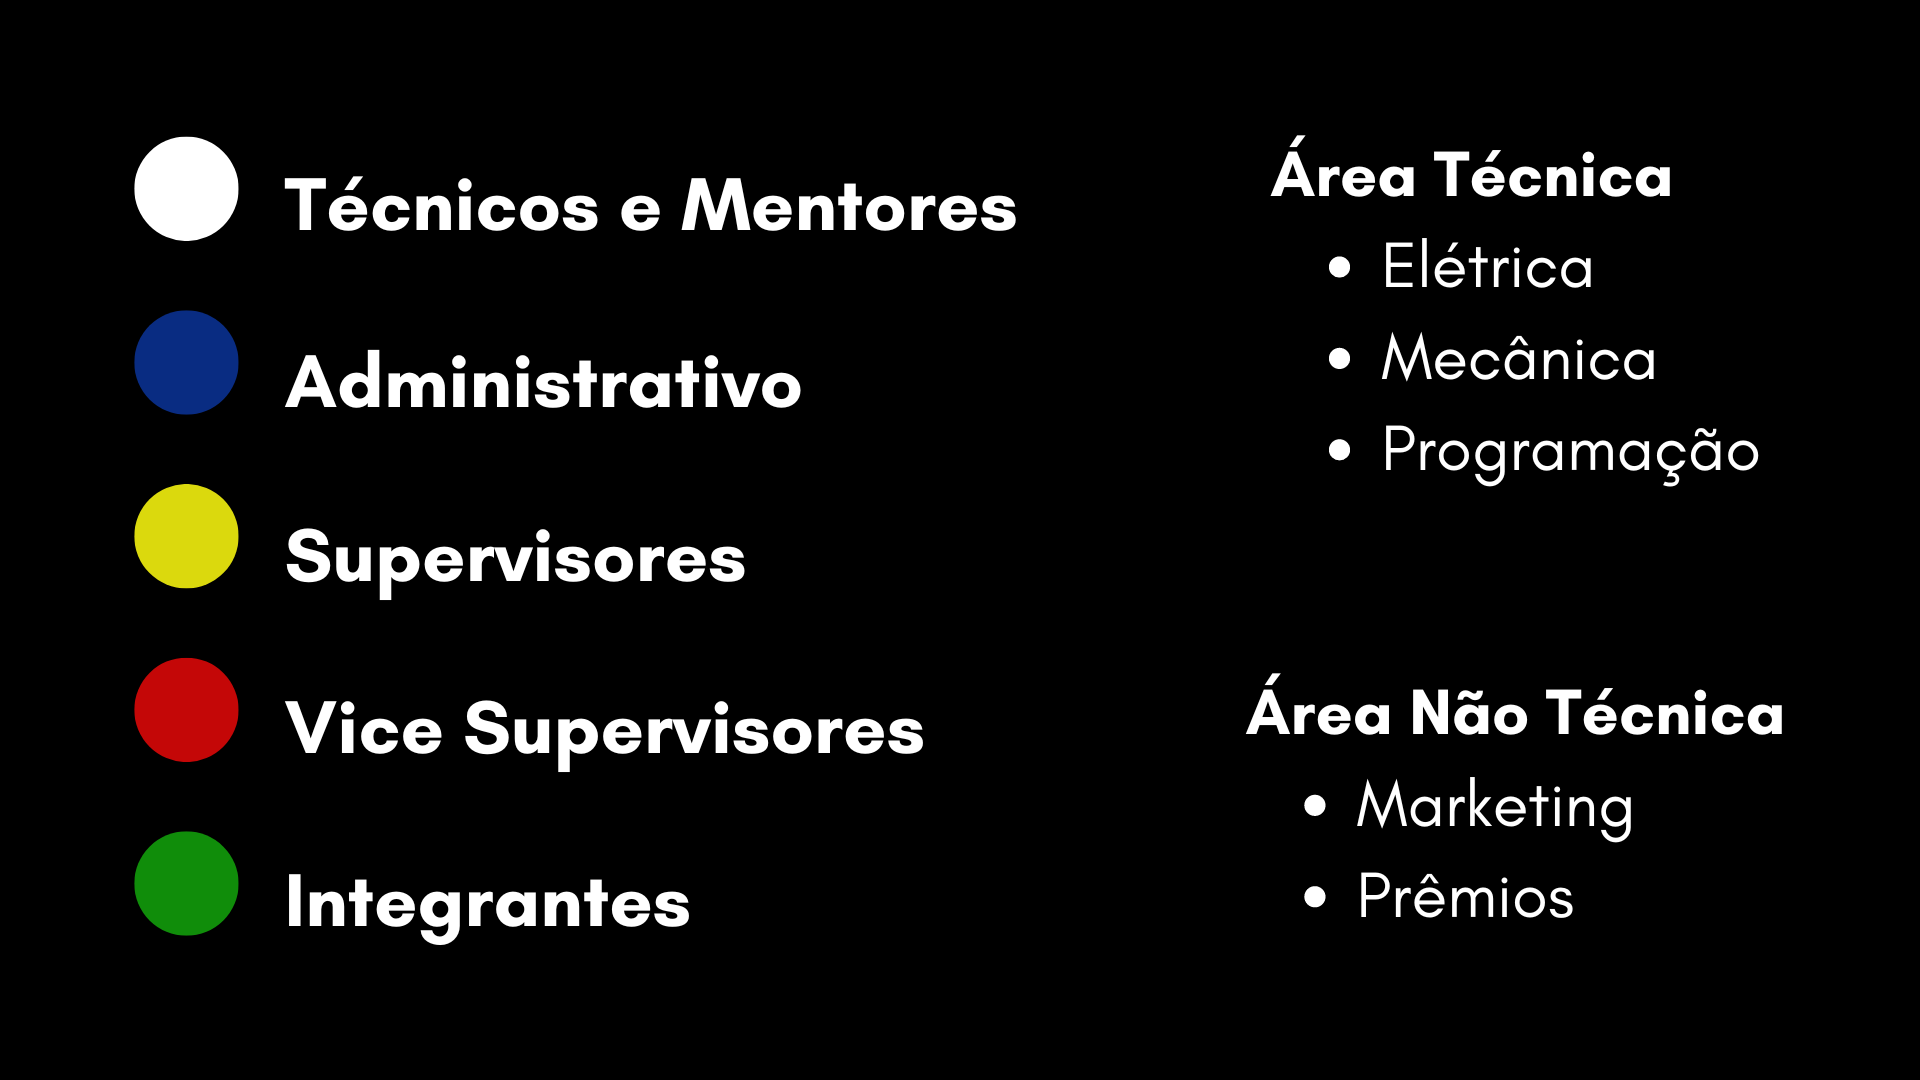 Técnicos e Mentores
Administrativo
Supervisores
Vice Supervisores
Integrantes
Área Técnica
• Elétrica
• Mecânica
• Programação
Área Não Técnica
• Marketing
• Prêmios